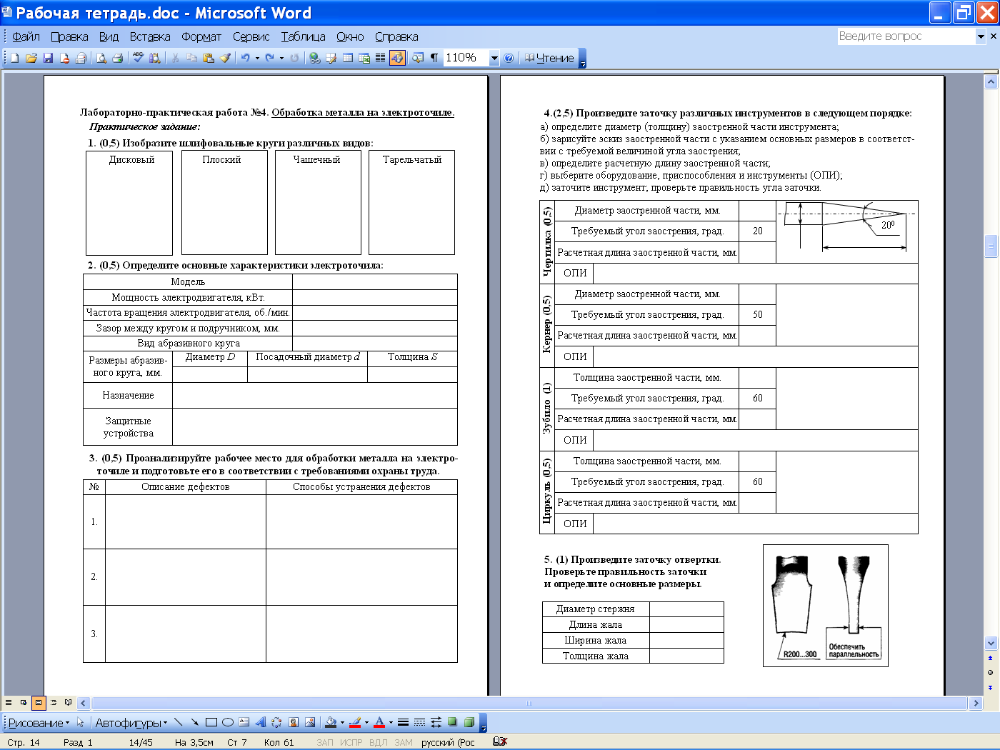 Рабочая тетрадь.doc - Microsoft Word
Файл Правка Вид Вставка Формат Сервис Таблица Окно Справка
Введите вопрос
110%
Чтение
Лабораторно-практическая работа №4. Обработка металла на электроточиле.
Практическое задание:
1. (0,5) Изобразите шлифовальные круги различных видов:
Дисковый Плоский Чашечный Тарельчатый
2. (0,5) Определите основные характеристики электроточила:
Модель
Мощность электродвигателя, кВт.
Частота вращения электродвигателя, об./мин.
Зазор между кругом и подручником, мм.
Вид абразивного круга
Размеры абразив-
ного круга, мм.
Диаметр D Посадочный диаметр d Толщина S
Назначение
Защитные
устройства
3. (0,5) Проанализируйте рабочее место для обработки металла на электро-
точиле и подготовьте его в соответствии с требованиями охраны труда.
№ Описание дефектов Способы устранения дефектов
1.
2.
3.
4.(2,5) Произведите заточку различных инструментов в следующем порядке:
а) определите диаметр (толщину) заостренной части инструмента;
б) зарисуйте эскиз заостренной части с указанием основных размеров в соответст-
вии с требуемой величиной угла заострения;
в) определите расчетную длину заостренной части;
г) выберите оборудование, приспособления и инструменты (ОПИ);
д) заточите инструмент; проверьте правильность угла заточки.
Чертилка (0,5)
Диаметр заостренной части, мм.
Требуемый угол заострения, град. 20
Расчетная длина заостренной части, мм.
ОПИ
20⁰
Кернер (0,5)
Диаметр заостренной части, мм.
Требуемый угол заострения, град. 50
Расчетная длина заостренной части, мм.
ОПИ
Зубило (1)
Толщина заостренной части, мм.
Требуемый угол заострения, град. 60
Расчетная длина заостренной части, мм.
ОПИ
Циркуль (0,5)
Толщина заостренной части, мм.
Требуемый угол заострения, град. 60
Расчетная длина заостренной части, мм.
ОПИ
5. (1) Произведите заточку отвертки.
Проверьте правильность заточки
и определите основные размеры.
Диаметр стержня
Длина жала
Ширина жала
Толщина жала
R200...300
Обеспечить
параллельность
Рисование Автофигуры
Стр. 14 Разд 1 14/45 На 3,5см Ст 7 Кол 61 ЗАП ИСПР ВДЛ ЗАМ русский (Рос